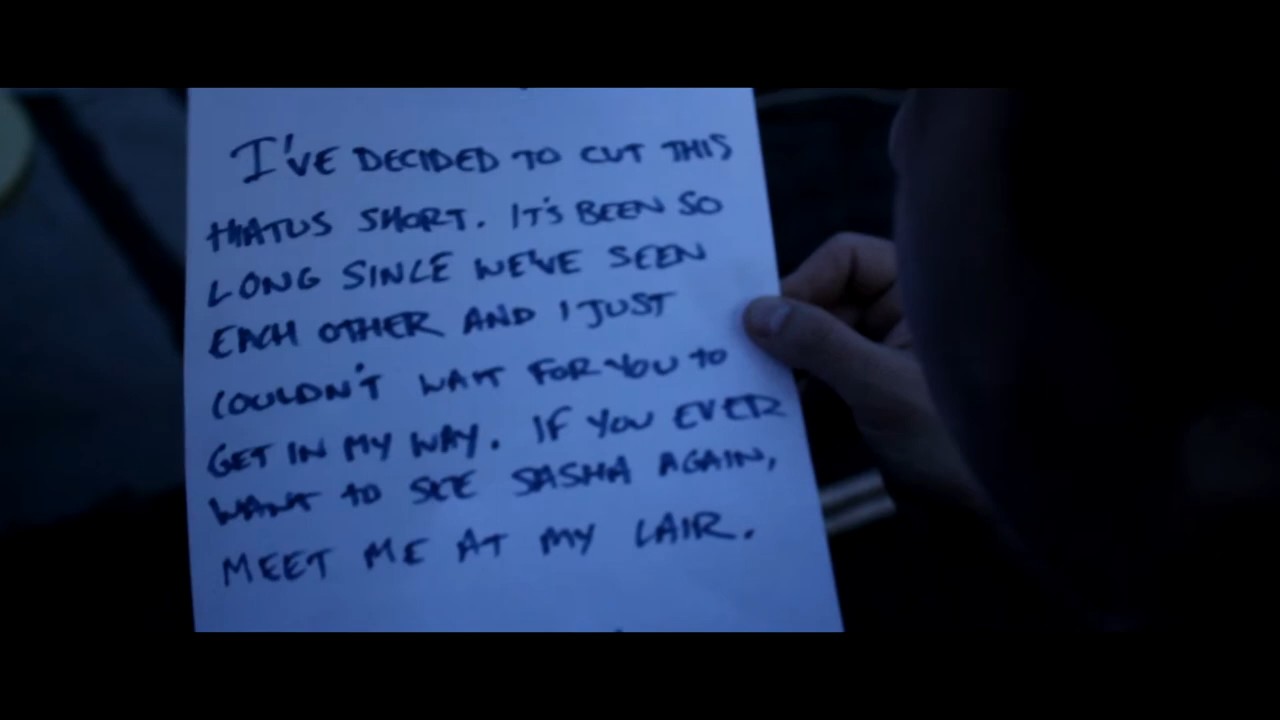 I'VE DECIDED TO CUT THIS
HIATUS SHORT. IT'S BEEN SO
LONG SINCE WE'VE SEEN
EACH OTHER AND I JUST
COULDN'T WAIT FOR YOU TO
GET IN MY WAY. IF YOU EVER
WANT TO SEE SASHA AGAIN,
MEET ME AT MY LAIR.